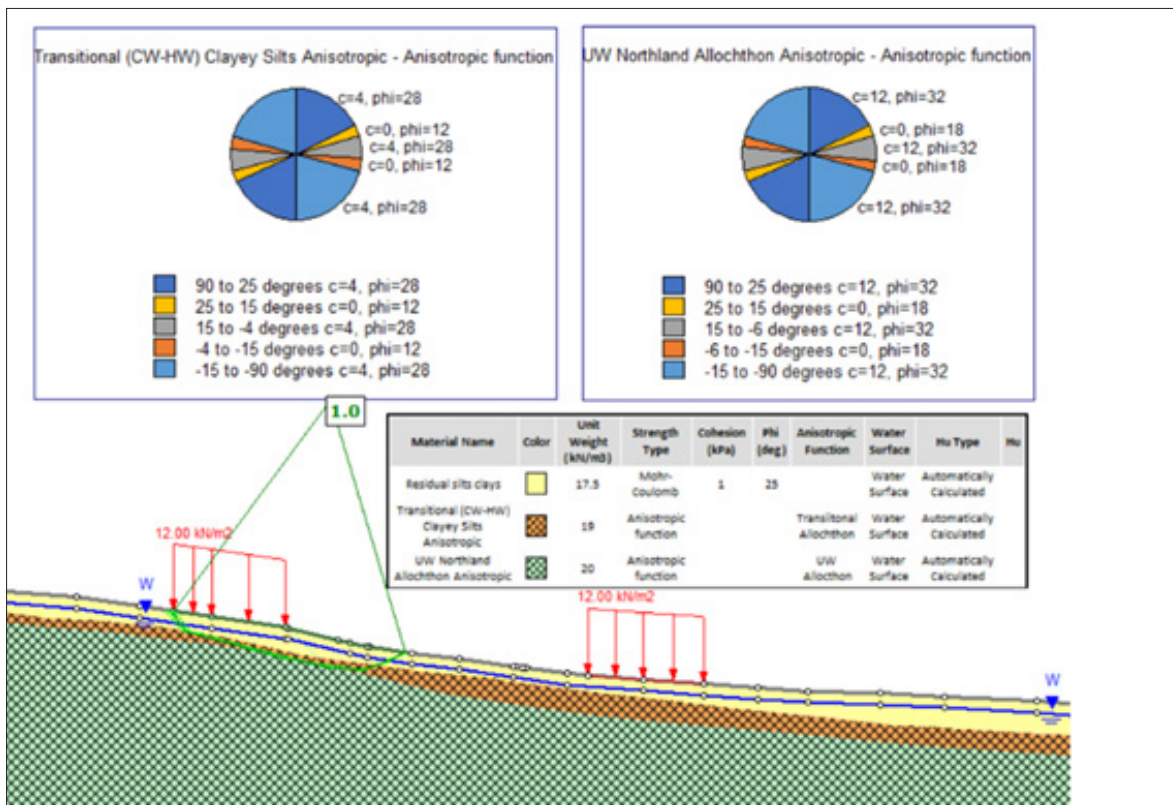 Transitional (CW-HW) Clayey Silts Anisotropic - Anisotropic function
c=4, phi=28
c=0, phi=12
c=4, phi=28
c=0, phi=12
c=4, phi=28
90 to 25 degrees c=4, phi=28
25 to 15 degrees c=0, phi=12
15 to -4 degrees c=4, phi=28
-4 to -15 degrees c=0, phi=12
-15 to -90 degrees c=4, phi=28
UW Northland Allochthon Anisotropic - Anisotropic function
c=12, phi=32
c=0, phi=18
c=12, phi=32
c=0, phi=18
c=12, phi=32
90 to 25 degrees c=12, phi=32
25 to 15 degrees c=0, phi=18
15 to -6 degrees c=12, phi=32
-6 to -15 degrees c=0, phi=18
-15 to -90 degrees c=12, phi=32
1.0
Material Name Color Unit Weight (kN/m3) Strength Type Cohesion (kPa) Phi (deg) Anisotropic Function Water Surface Hu Type Hu
Residual silts clays 17.5 Mohr-Coulomb 1 25 Water Surface Automatically Calculated
Transitional (CW-HW) Clayey Silts Anisotropic 19 Anisotropic function Transiltonal Allochthon Water Surface Automatically Calculated
UW Northland Allochthon Anisotropic 20 Anisotropic function UW Allocthon Water Surface Automatically Calculated
12.00 kN/m2
W
12.00 kN/m2
W